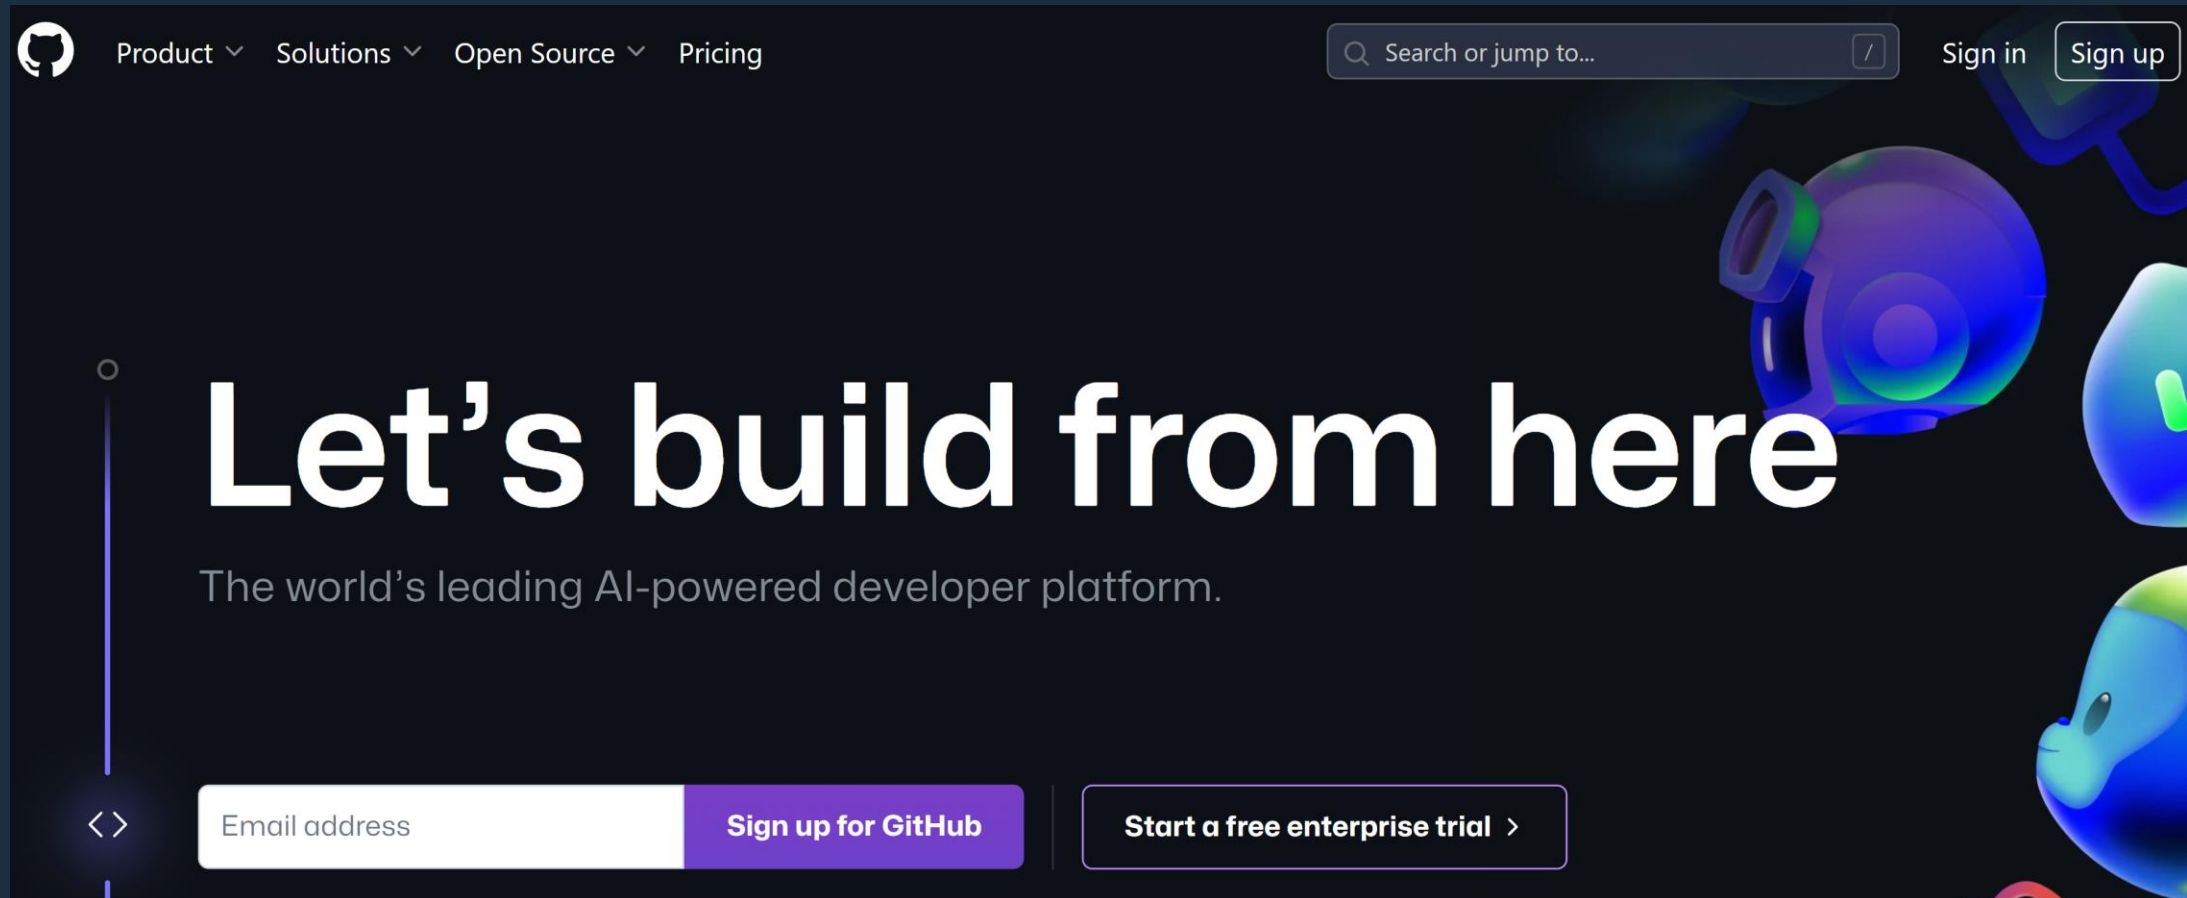 Product Solutions Open Source Pricing Search or jump to... / Sign in Sign up
Let’s build from here
The world’s leading AI-powered developer platform.
Email address Sign up for GitHub Start a free enterprise trial